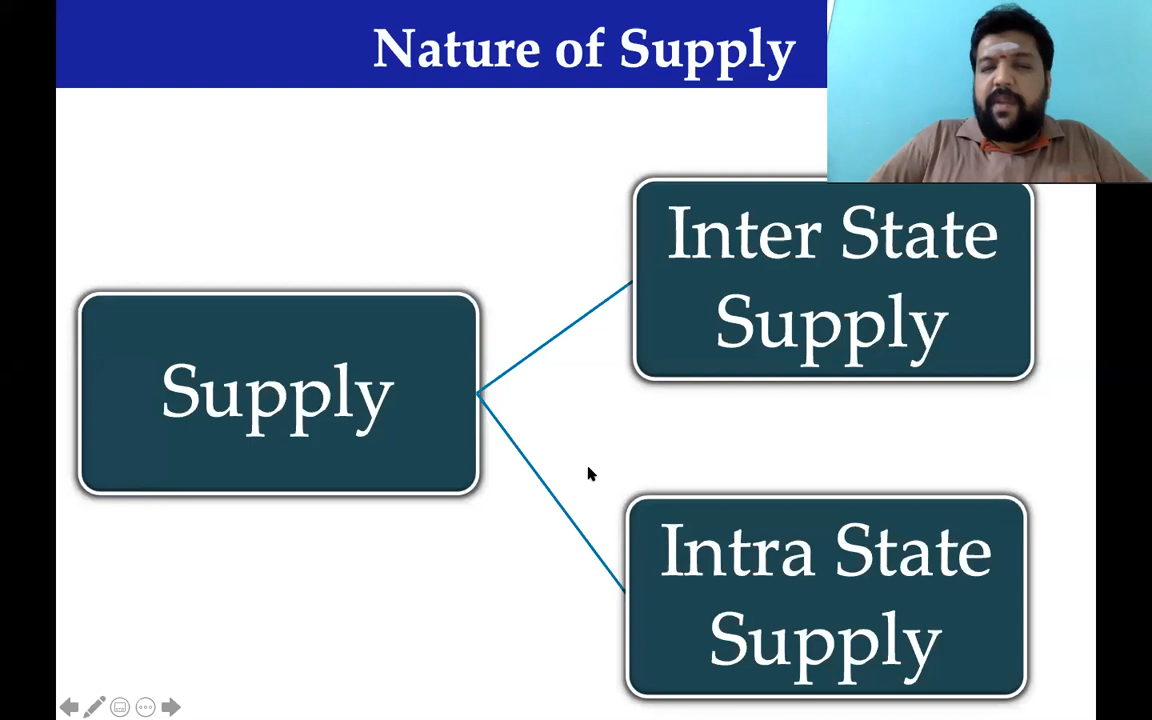 Nature of Supply
Supply
Inter State
Supply
Intra State
Supply